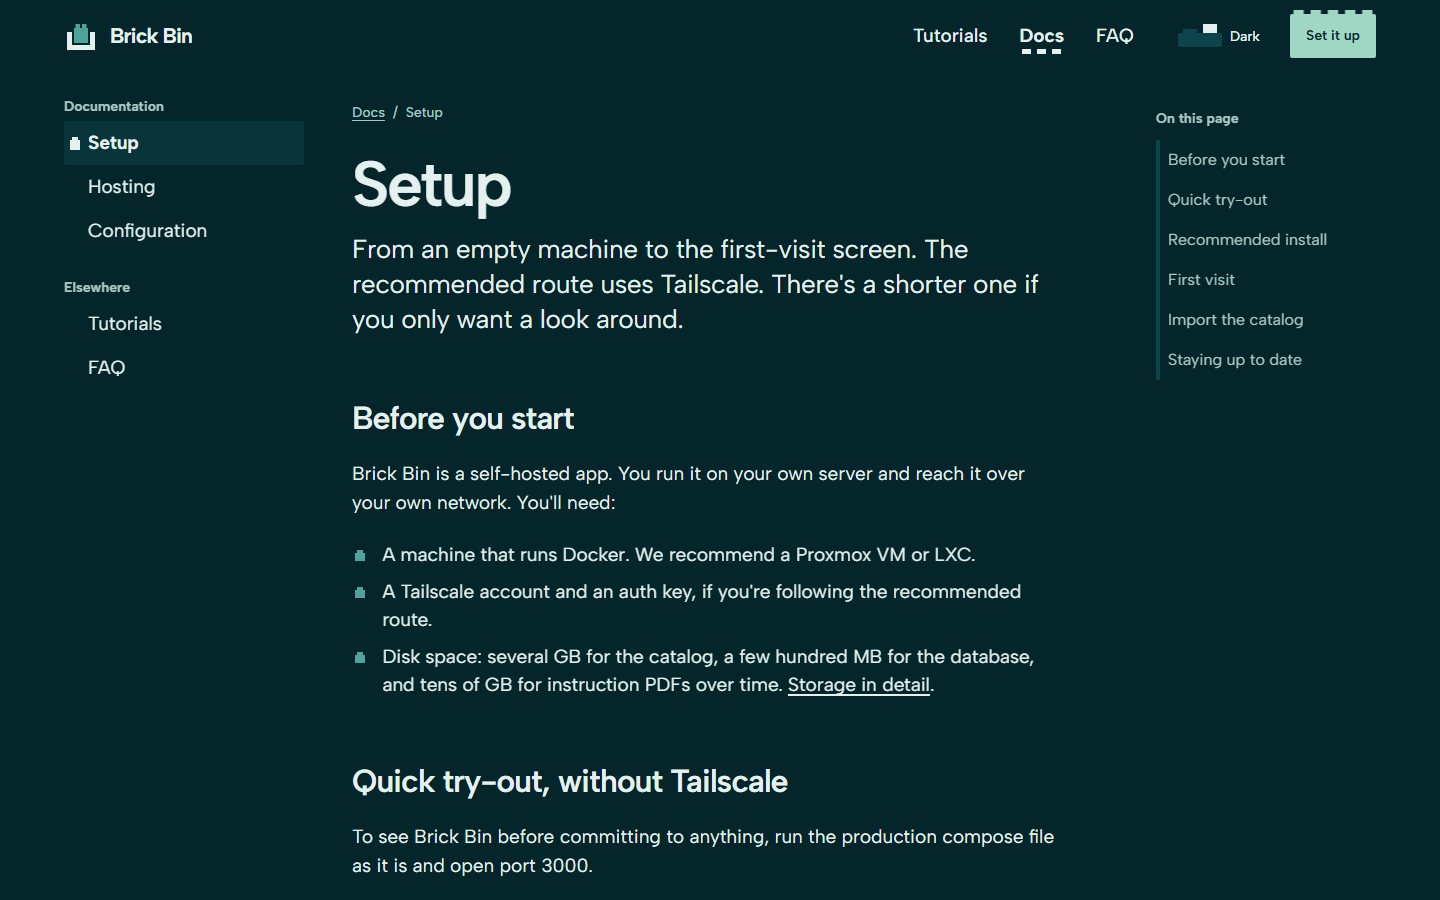 Brick Bin
Tutorials
Docs
FAQ
Dark
Set it up
Documentation
Setup
Hosting
Configuration
Elsewhere
Tutorials
FAQ
Docs / Setup
Setup
From an empty machine to the first-visit screen. The
recommended route uses Tailscale. There's a shorter one if
you only want a look around.
Before you start
Brick Bin is a self-hosted app. You run it on your own server and reach it over
your own network. You'll need:
A machine that runs Docker. We recommend a Proxmox VM or LXC.
A Tailscale account and an auth key, if you're following the recommended
route.
Disk space: several GB for the catalog, a few hundred MB for the database,
and tens of GB for instruction PDFs over time. Storage in detail.
Quick try-out, without Tailscale
To see Brick Bin before committing to anything, run the production compose file
as it is and open port 3000.
On this page
Before you start
Quick try-out
Recommended install
First visit
Import the catalog
Staying up to date